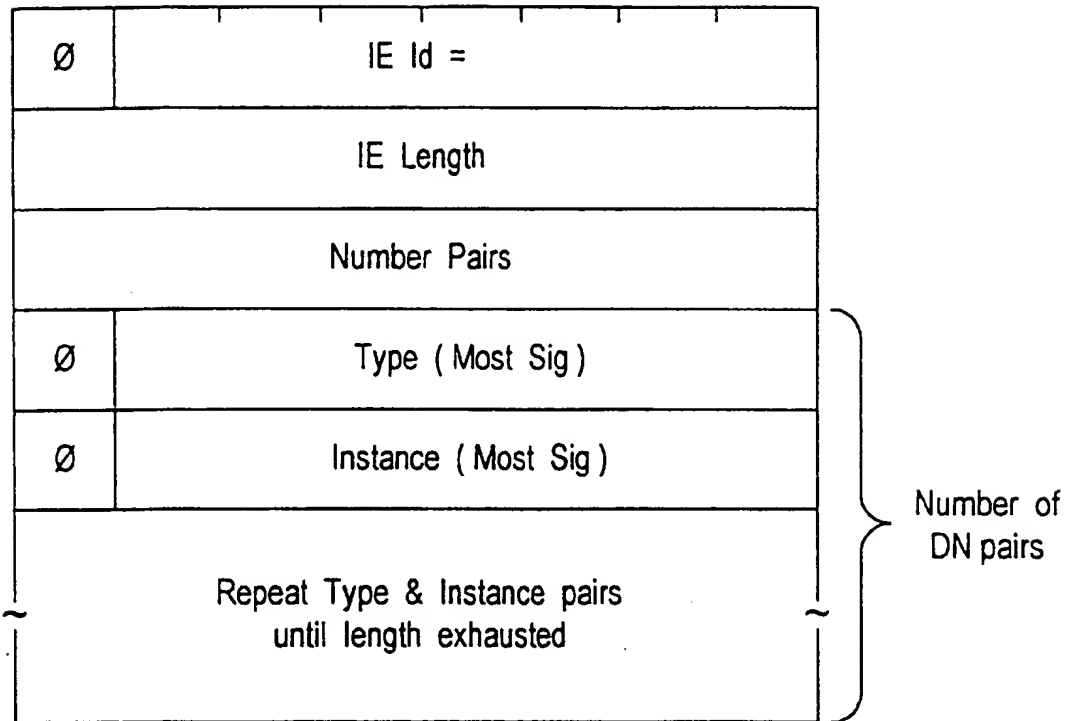 Ø IE Id =
IE Length
Number Pairs
Ø Type ( Most Sig )
Ø Instance ( Most Sig )
Number of
DN pairs
Repeat Type & Instance pairs
until length exhausted
~ ~